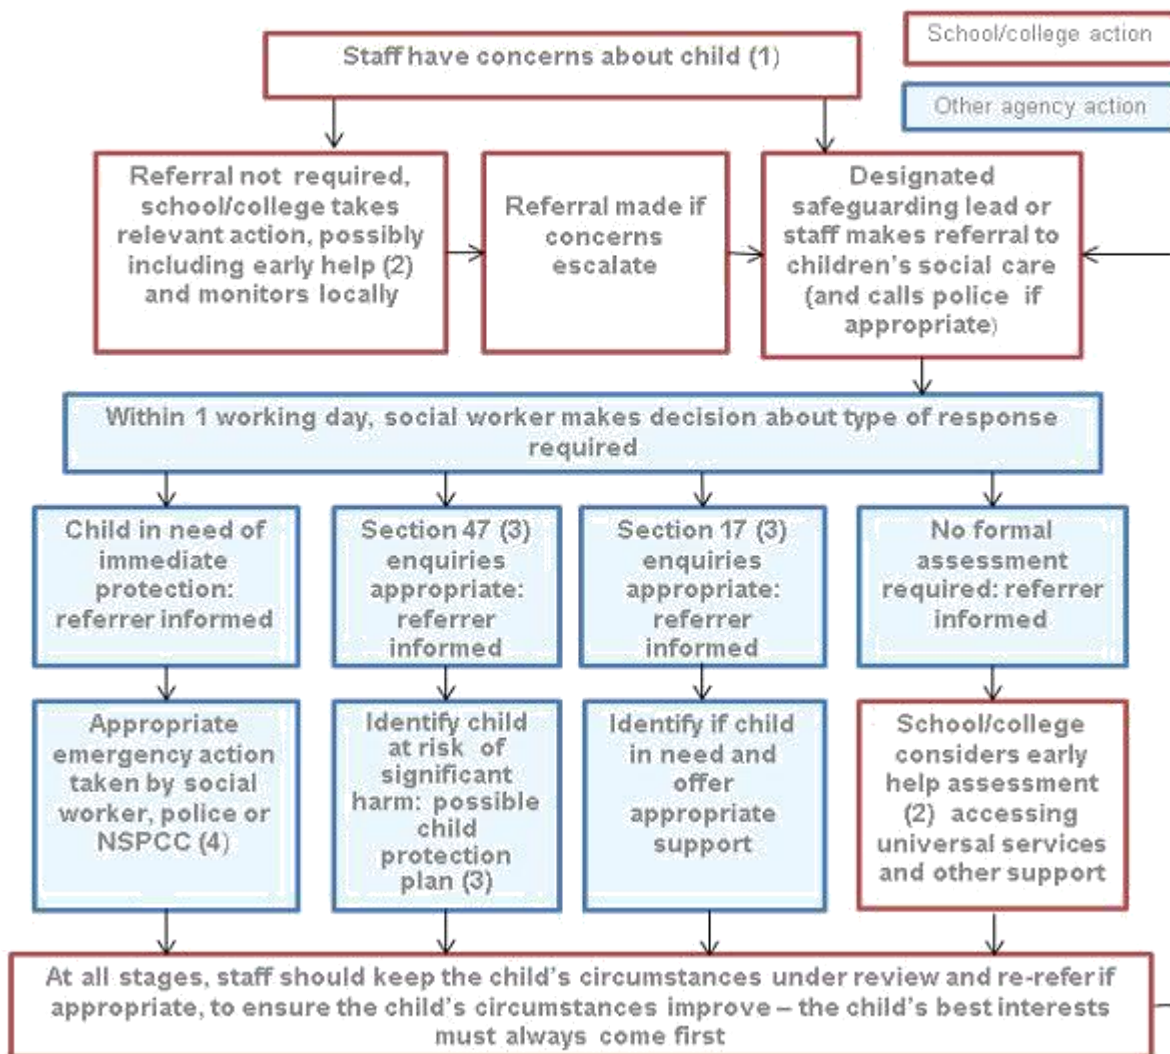 School/college action
Staff have concerns about child (1)
Other agency action
Referral not required,
school/college takes
relevant action, possibly
including early help (2)
and monitors locally
Referral made if
concerns
escalate
Designated
safeguarding lead or
staff makes referral to
children's social care
(and calls police if
appropriate)
Within 1 working day, social worker makes decision about type of response
required
Child in need of
immediate
protection:
referrer informed
Section 47 (3)
enquiries
appropriate:
referrer
informed
Section 17 (3)
enquiries
appropriate:
referrer
informed
No formal
assessment
required: referrer
informed
Appropriate
emergency action
taken by social
worker, police or
NSPCC (4)
Identify child
at risk of
significant
harm: possible
child
protection
plan (3)
Identify if child
in need and
offer
appropriate
support
School/college
considers early
help assessment
(2) accessing
universal services
and other support
At all stages, staff should keep the child's circumstances under review and re-refer if
appropriate, to ensure the child's circumstances improve – the child's best interests
must always come first